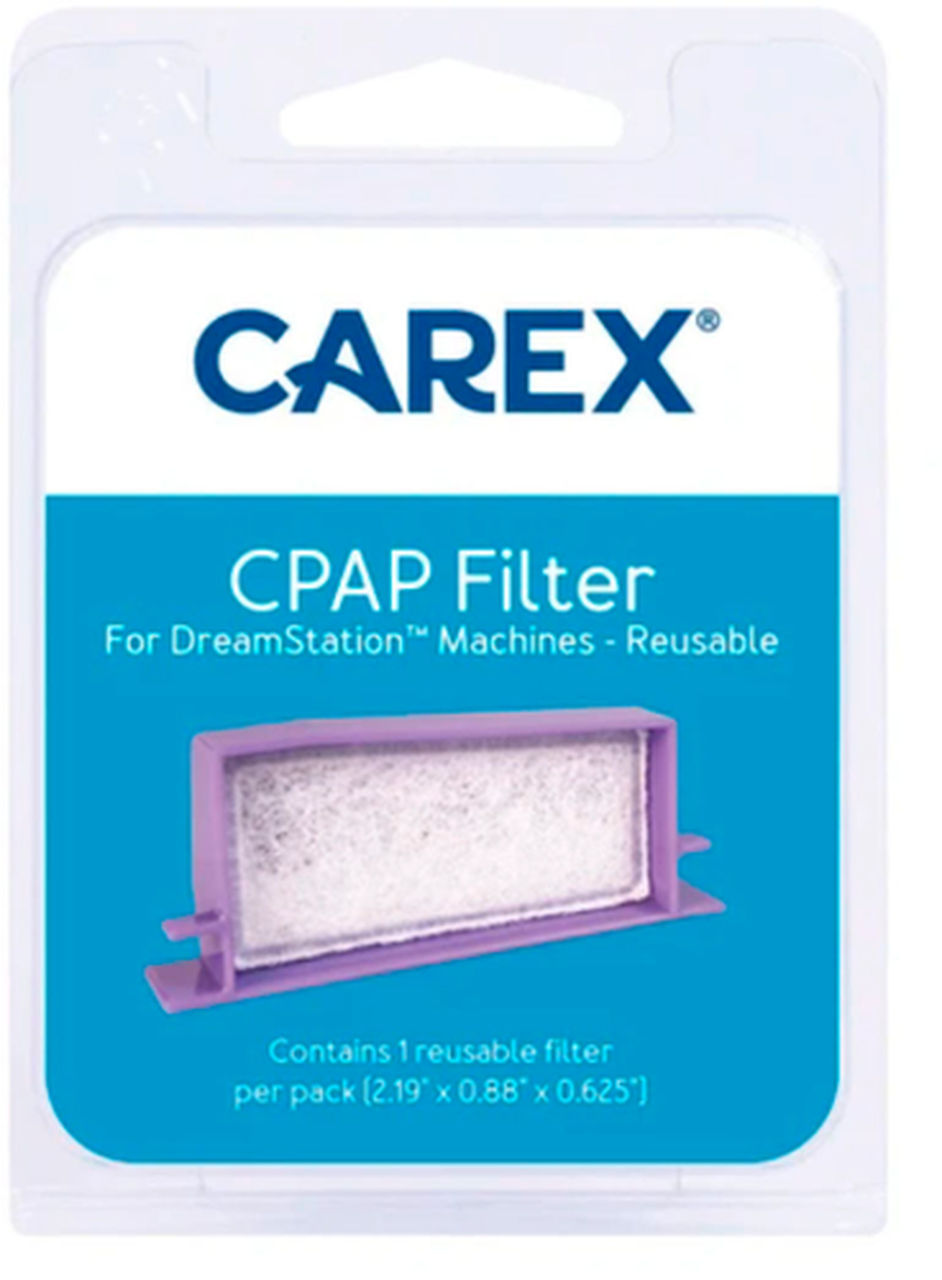 CAREX®
CPAP Filter
For DreamStation™ Machines - Reusable
Contains 1 reusable filter
per pack (2.19" x 0.88" x 0.625")